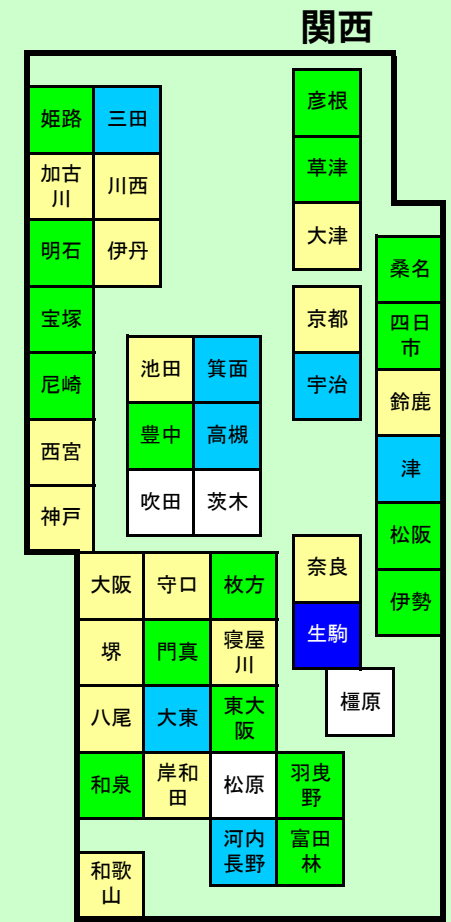 関西
姫路
三田
彦根
加古
川
川西
草津
明石
伊丹
大津
桑名
宝塚
京都
四日
市
尼崎
池田
箕面
宇治
鈴鹿
西宮
豊中
高槻
津
神戸
吹田
茨木
松阪
大阪
守口
枚方
奈良
伊勢
堺
門真
寝屋
川
生駒
八尾
大東
東大
阪
橿原
和泉
岸和
田
松原
羽曳
野
河内
長野
富田
林
和歌
山